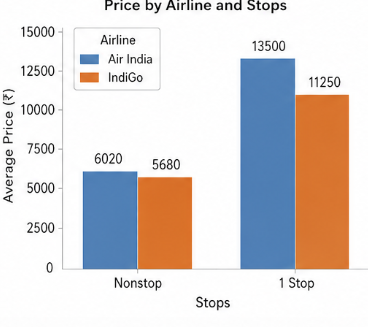 Price by Airline and Stops
15000
12500
10000
7500
5000
2500
0
Average Price (₹)
Airline
Air India
IndiGo
6020
5680
13500
11250
Nonstop
1 Stop
Stops